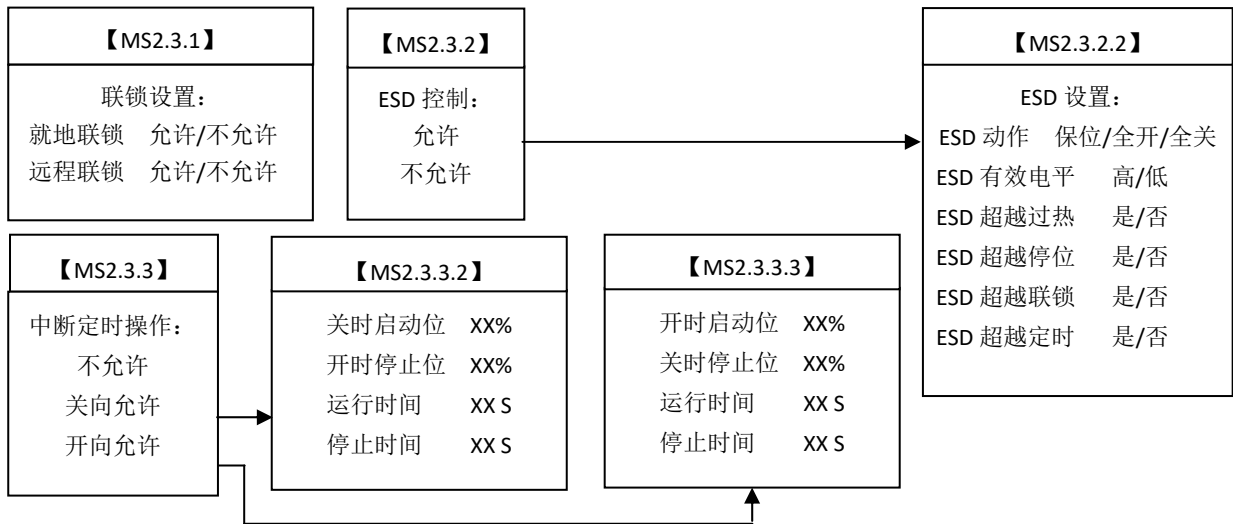 【MS2.3.1】
联锁设置：
就地联锁 允许/不允许
远程联锁 允许/不允许
【MS2.3.2】
ESD 控制：
允许
不允许
【MS2.3.2.2】
ESD 设置：
ESD 动作 保位/全开/全关
ESD 有效电平 高/低
ESD 超越过热 是/否
ESD 超越停位 是/否
ESD 超越联锁 是/否
ESD 超越定时 是/否
【MS2.3.3】
中断定时操作：
不允许
关向允许
开向允许
【MS2.3.3.2】
关时启动位 XX%
开时停止位 XX%
运行时间 XX S
停止时间 XX S
【MS2.3.3.3】
开时启动位 XX%
关时停止位 XX%
运行时间 XX S
停止时间 XX S